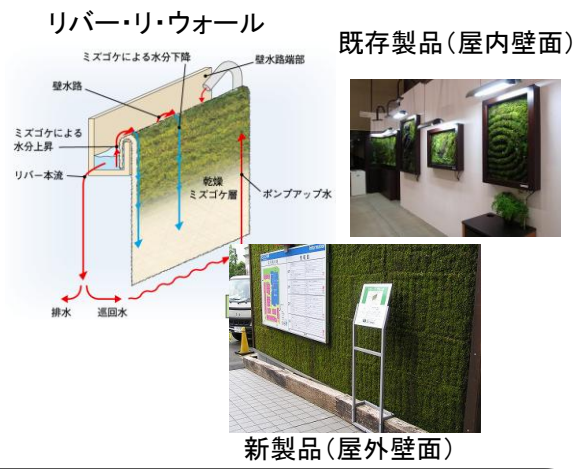 リバー・リ・ウォール
既存製品（屋内壁面）
ミズゴケによる水分下降
壁水路端部
壁水路
ミズゴケによる
水分上昇
リバー本流
乾燥
ミズゴケ層
ポンプアップ水
排水
巡回水
新製品（屋外壁面）